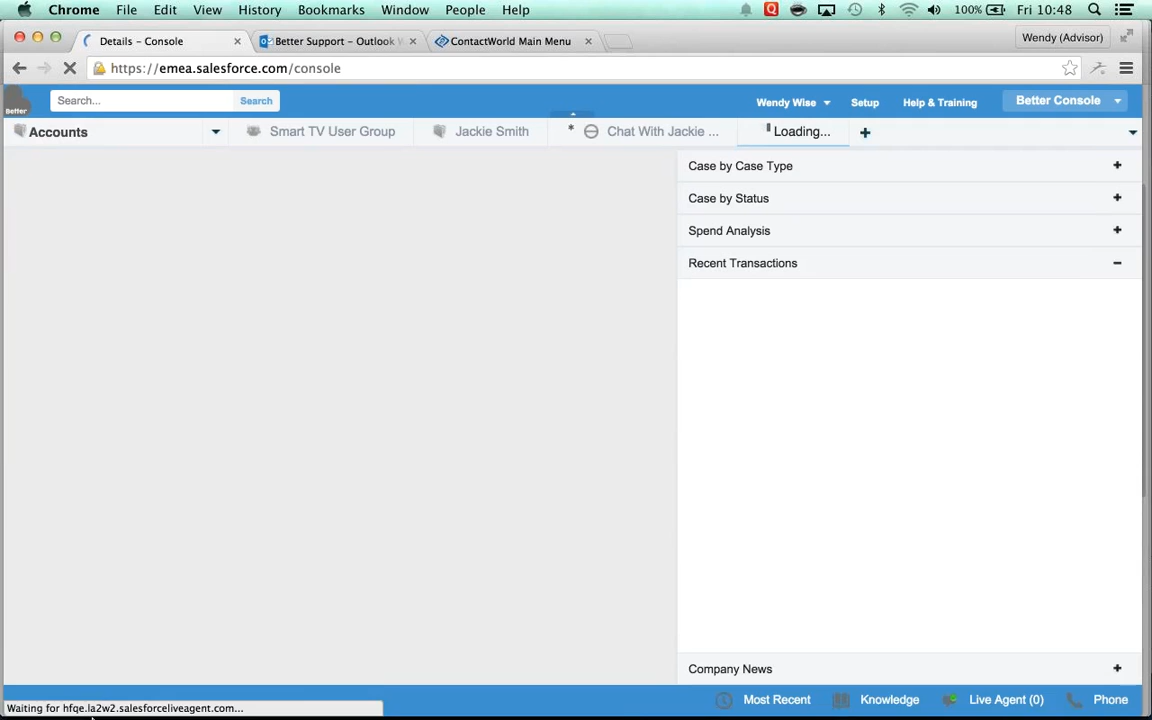 Chrome File Edit View History Bookmarks Window People Help 100% Fri 10:48
Details – Console Better Support – Outlook W ContactWorld Main Menu Wendy (Advisor)
https://emea.salesforce.com/console
Better Search... Search Wendy Wise Setup Help & Training Better Console
Accounts Smart TV User Group Jackie Smith * Chat With Jackie ... Loading... +
Case by Case Type +
Case by Status +
Spend Analysis +
Recent Transactions –
Company News +
Most Recent Knowledge Live Agent (0) Phone
Waiting for hfqe.la2w2.salesforceliveagent.com...